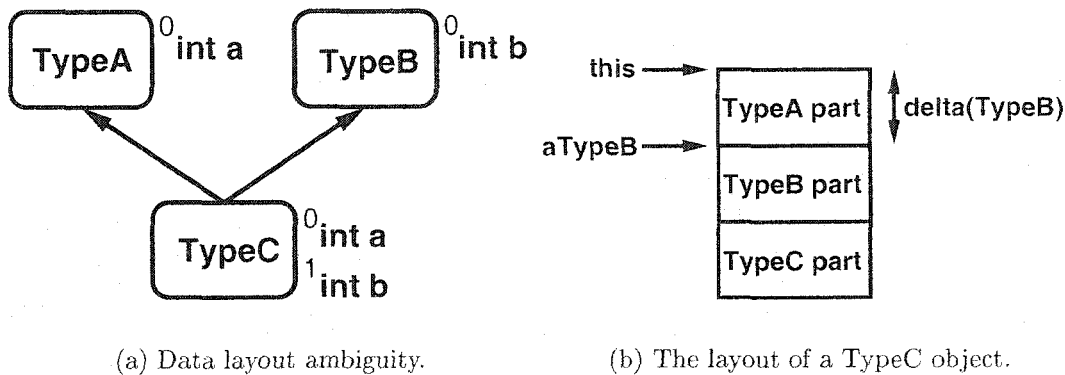 TypeA
0
int a
TypeB
0
int b
TypeC
0
int a
1
int b
(a) Data layout ambiguity.
this
TypeA part
delta(TypeB)
aTypeB
TypeB part
TypeC part
(b) The layout of a TypeC object.